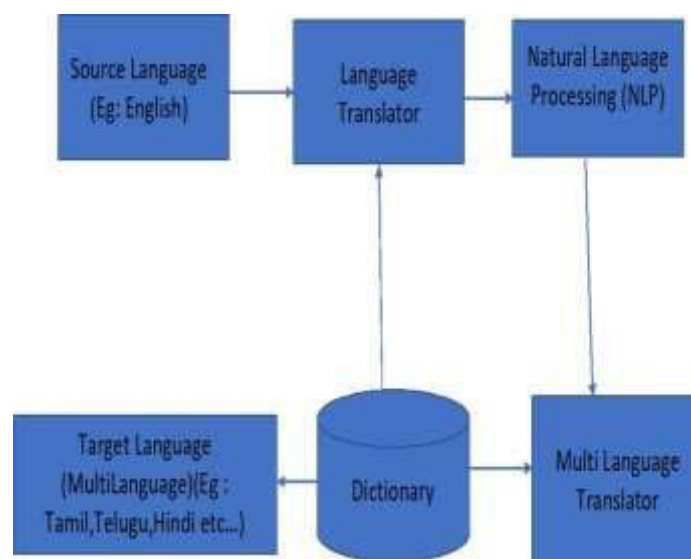 Source Language
(Eg: English)
Language
Translator
Natural Language
Processing (NLP)
Target Language
(MultiLanguage)(Eg :
Tamil,Telugu,Hindi etc...)
Dictionary
Multi Language
Translator